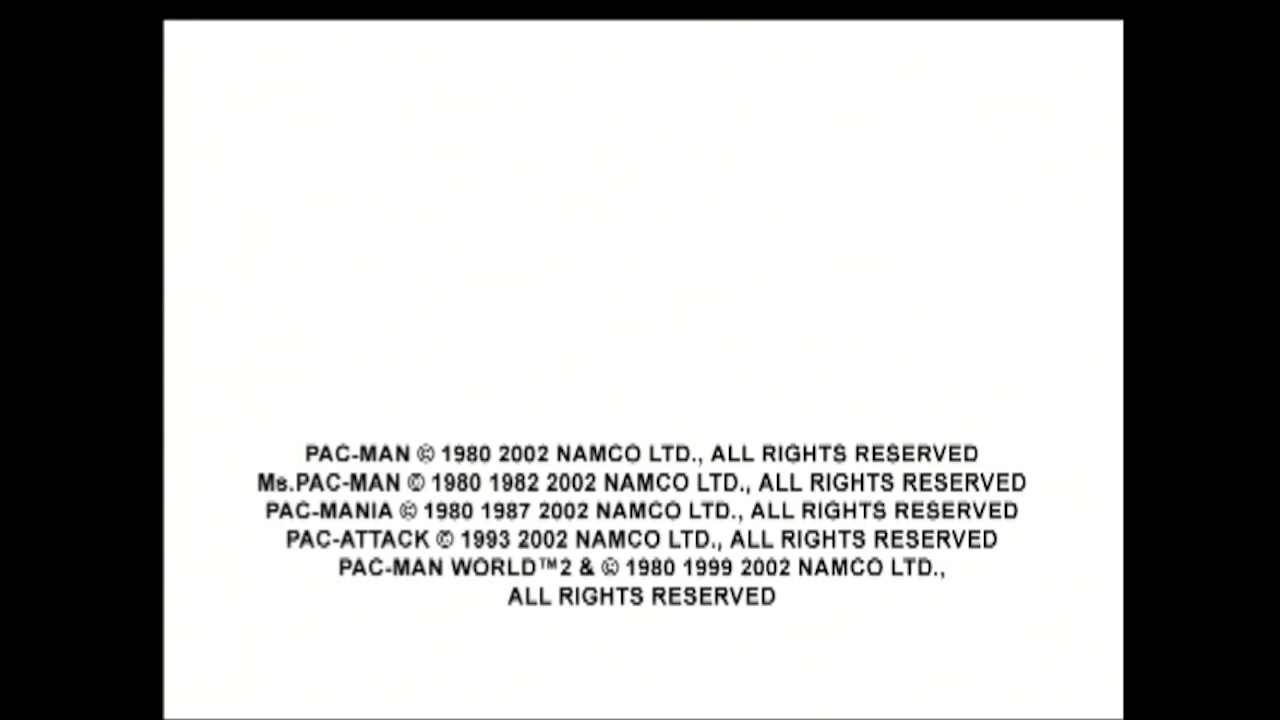 PAC-MAN © 1980 2002 NAMCO LTD., ALL RIGHTS RESERVED
Ms.PAC-MAN © 1980 1982 2002 NAMCO LTD., ALL RIGHTS RESERVED
PAC-MANIA © 1980 1987 2002 NAMCO LTD., ALL RIGHTS RESERVED
PAC-ATTACK © 1993 2002 NAMCO LTD., ALL RIGHTS RESERVED
PAC-MAN WORLD™2 & © 1980 1999 2002 NAMCO LTD.,
ALL RIGHTS RESERVED